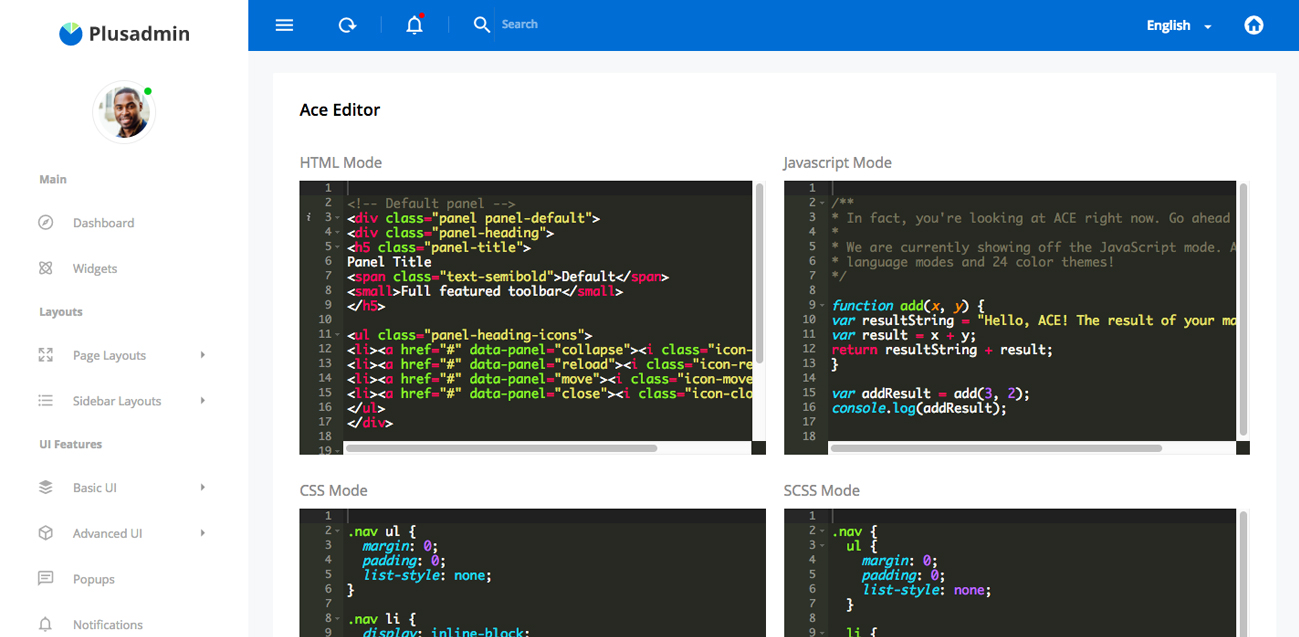 Plusadmin
Search
English
Main
Dashboard
Widgets
Layouts
Page Layouts
Sidebar Layouts
UI Features
Basic UI
Advanced UI
Popups
Notifications
Ace Editor
HTML Mode
1
2 <!-- Default panel -->
i 3 <div class="panel panel-default">
4 <div class="panel-heading">
5 <h5 class="panel-title">
6 Panel Title
7 <span class="text-semibold">Default</span>
8 <small>Full featured toolbar</small>
9 </h5>
10
11 <ul class="panel-heading-icons">
12 <li><a href="#" data-panel="collapse"><i class="icon-
13 <li><a href="#" data-panel="reload"><i class="icon-re
14 <li><a href="#" data-panel="move"><i class="icon-move
15 <li><a href="#" data-panel="close"><i class="icon-clo
16 </ul>
17 </div>
18
19
Javascript Mode
1
2 /**
3 * In fact, you're looking at ACE right now. Go ahead
4 *
5 * We are currently showing off the JavaScript mode. A
6 * language modes and 24 color themes!
7 */
8
9 function add(x, y) {
10 var resultString = "Hello, ACE! The result of your ma
11 var result = x + y;
12 return resultString + result;
13 }
14
15 var addResult = add(3, 2);
16 console.log(addResult);
17
18
CSS Mode
1
2 .nav ul {
3 margin: 0;
4 padding: 0;
5 list-style: none;
6 }
7
8 .nav li {
9 display: inline-block;
SCSS Mode
1
2 .nav {
3 ul {
4 margin: 0;
5 padding: 0;
6 list-style: none;
7 }
8
9 li {